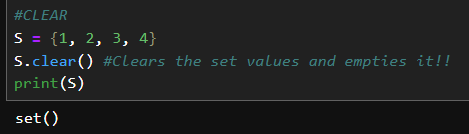 #CLEAR
S = {1, 2, 3, 4}
S.clear() #Clears the set values and empties it!!
print(S)
set()